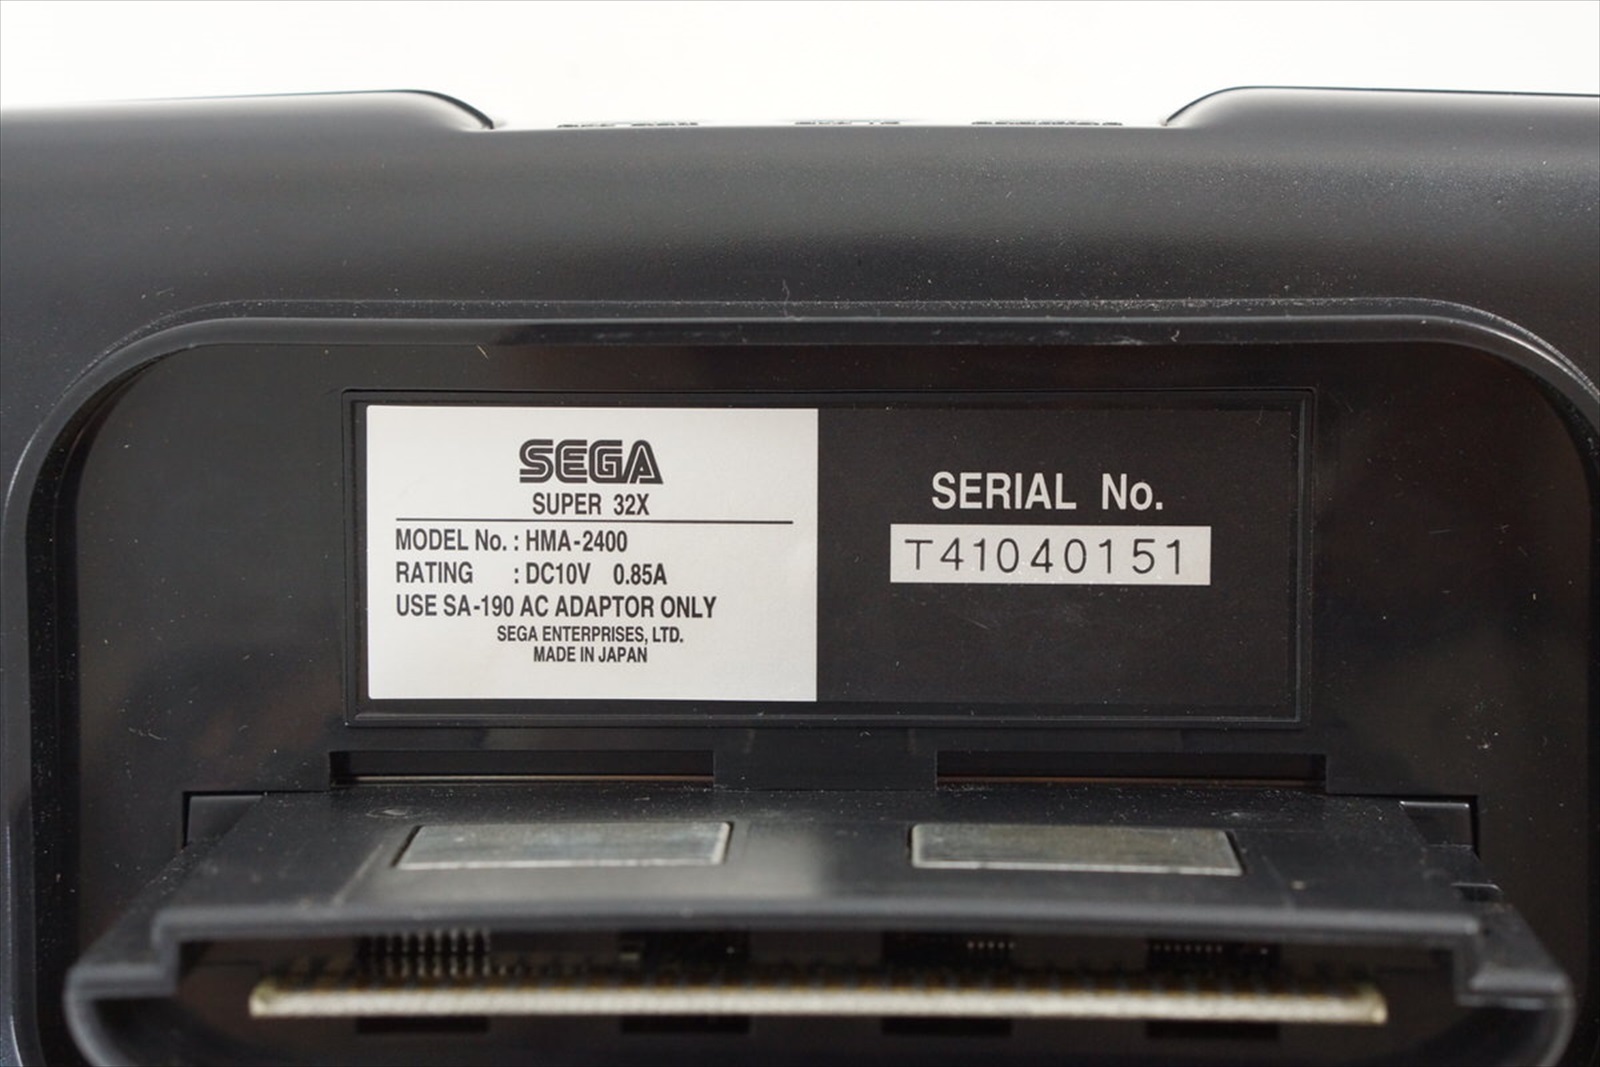 SEGA
SUPER 32X
MODEL No. : HMA-2400
RATING : DC10V 0.85A
USE SA-190 AC ADAPTOR ONLY
SEGA ENTERPRISES, LTD.
MADE IN JAPAN
SERIAL No.
T41040151